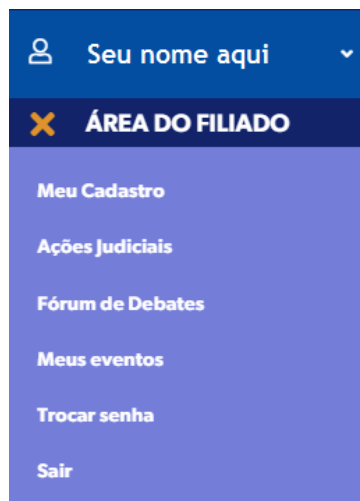 Seu nome aqui
ÁREA DO FILIADO
Meu Cadastro
Ações Judiciais
Fórum de Debates
Meus eventos
Trocar senha
Sair